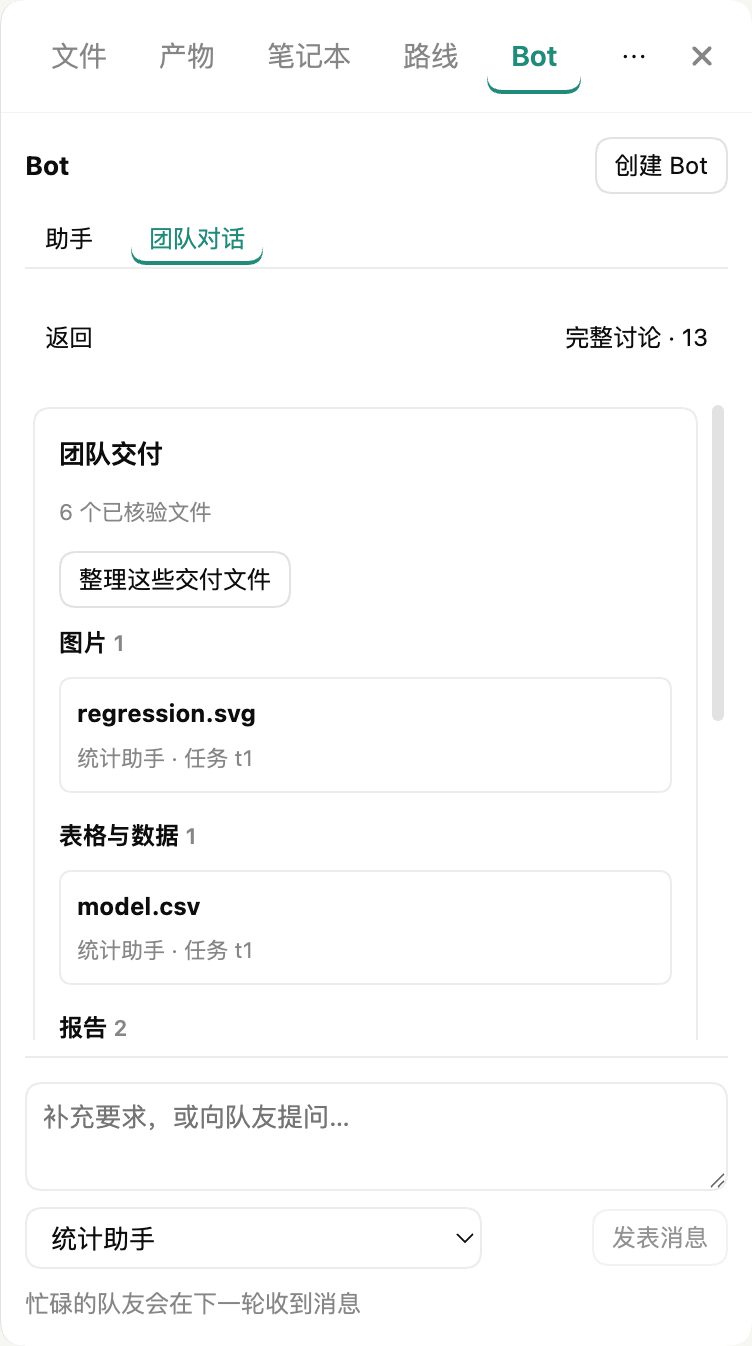 文件 产物 笔记本 路线 Bot ··· ✕
Bot 创建 Bot
助手 团队对话
返回 完整讨论 · 13
团队交付
6 个已核验文件
整理这些交付文件
图片 1
regression.svg
统计助手 · 任务 t1
表格与数据 1
model.csv
统计助手 · 任务 t1
报告 2
补充要求，或向队友提问...
统计助手 发表消息
忙碌的队友会在下一轮收到消息